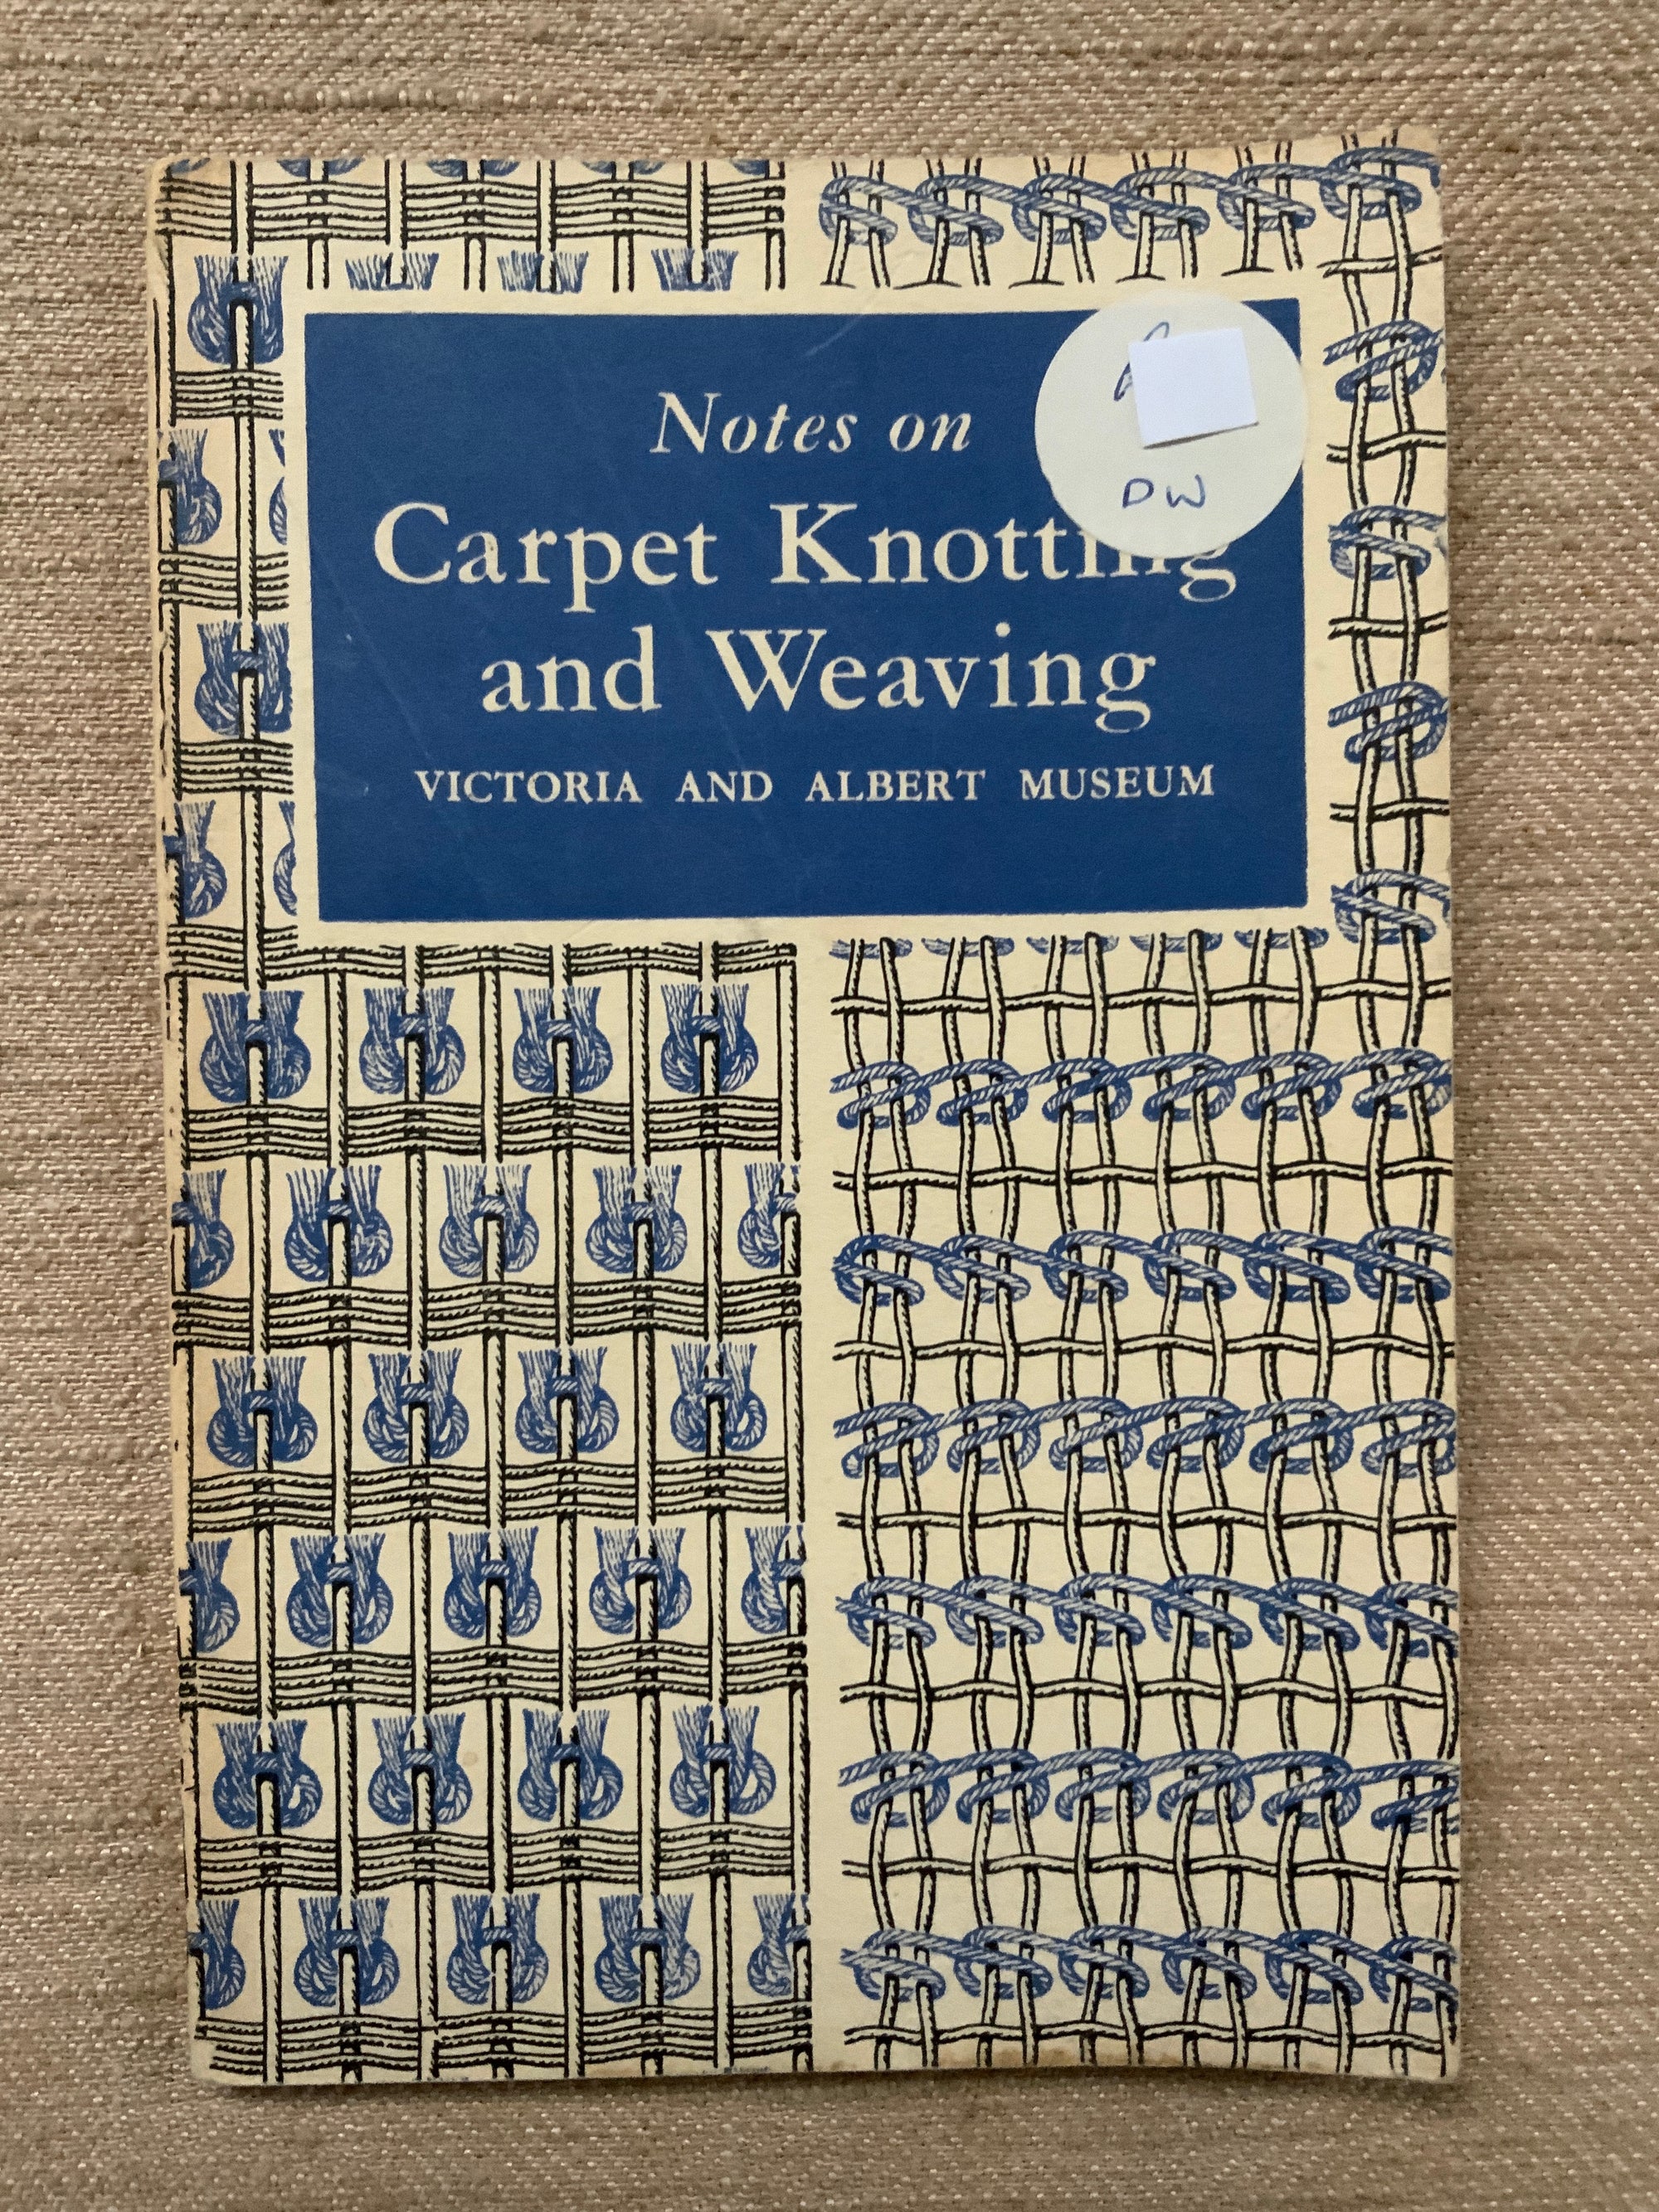 Notes on
Carpet Knotting
and Weaving
VICTORIA AND ALBERT MUSEUM
DW